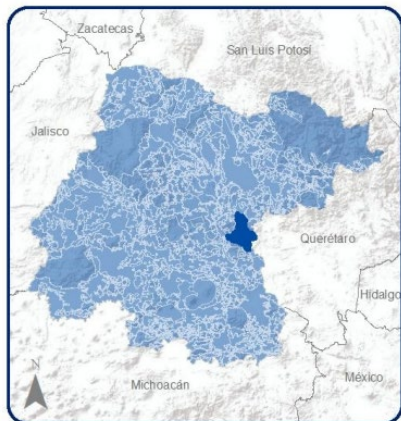 Zacatecas
San Luis Potosí
Jalisco
Querétaro
Hidalgo
Michoacán
México
N